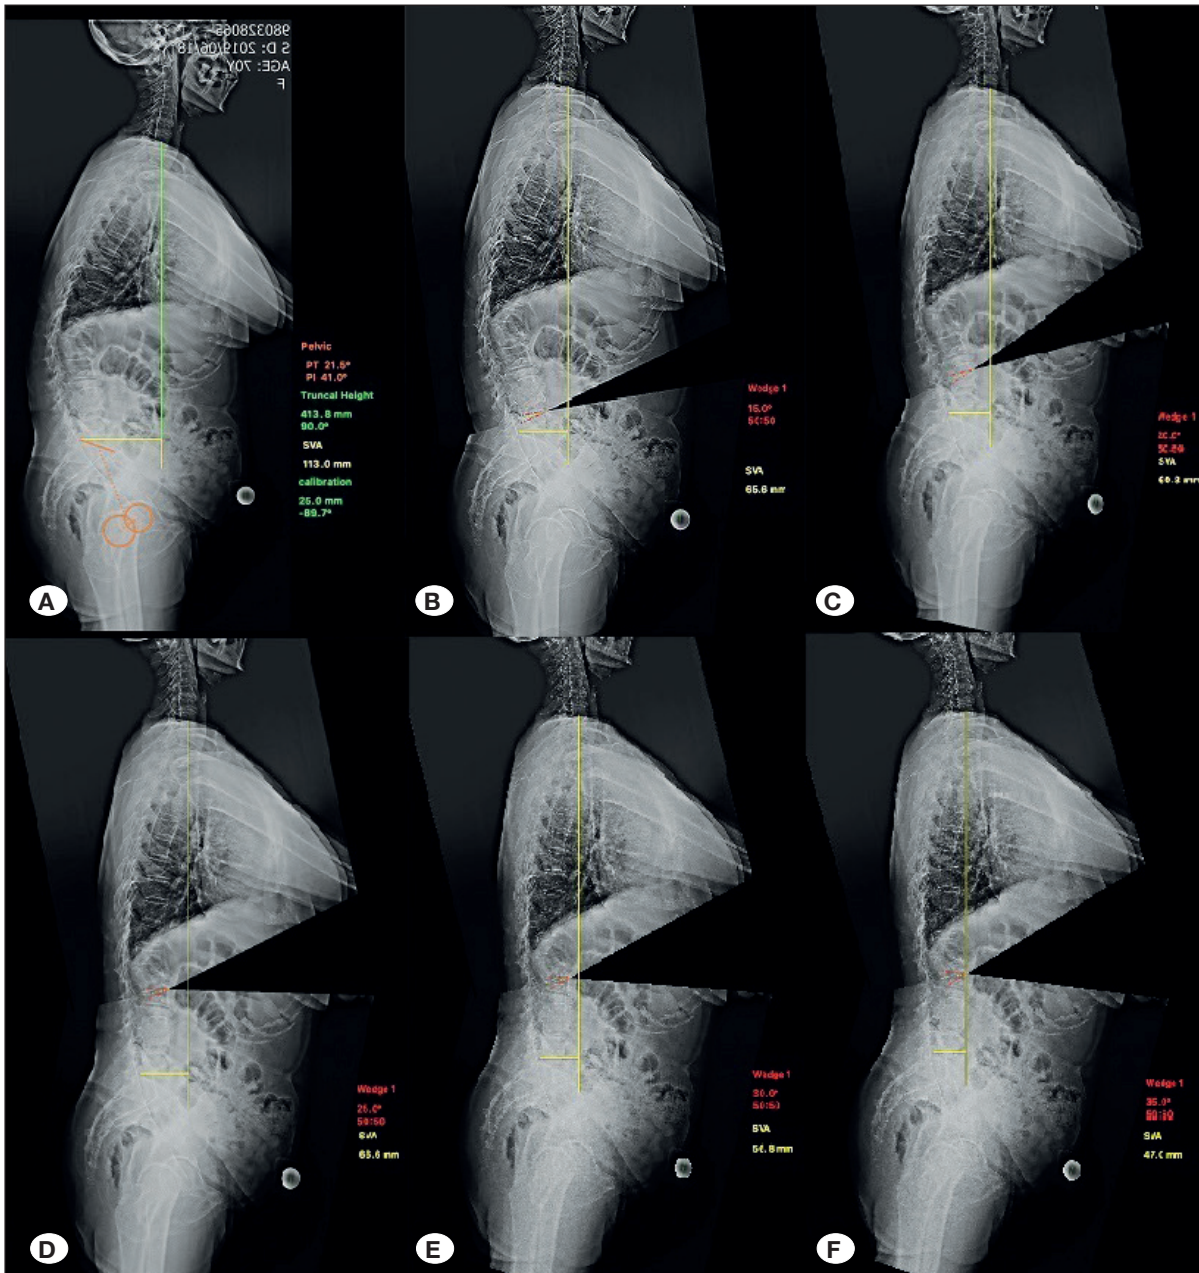 980328065
S D: 2019/06/18
AGE: 70Y
F
Pelvic
PT 21.5°
PI 41.0°
Truncal Height
413.8 mm
90.0°
SVA
113.0 mm
calibration
25.0 mm
-89.7°
A
Wedge 1
15.0°
50:50
SVA
65.6 mm
B
Wedge 1
SVA
C
Wedge 1
50:50
SVA
65.6 mm
D
Wedge 1
30.0°
50:50
SVA
E
Wedge 1
35.0°
SVA
F